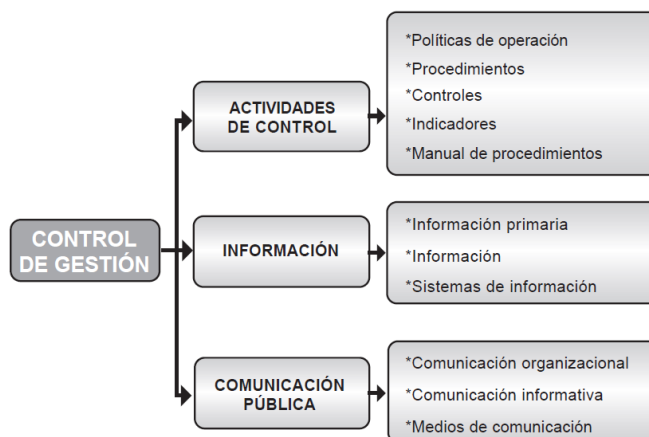 CONTROL
DE GESTIÓN
ACTIVIDADES
DE CONTROL
*Políticas de operación
*Procedimientos
*Controles
*Indicadores
*Manual de procedimientos
INFORMACIÓN
*Información primaria
*Información
*Sistemas de información
COMUNICACIÓN
PÚBLICA
*Comunicación organizacional
*Comunicación informativa
*Medios de comunicación